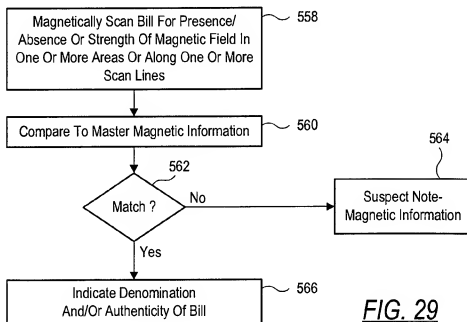 Magnetically Scan Bill For Presence/
Absence Or Strength Of Magnetic Field In
One Or More Areas Or Along One Or More
Scan Lines
558
Compare To Master Magnetic Information
560
562
Match ?
No
Yes
564
Suspect Note-
Magnetic Information
Indicate Denomination
And/Or Authenticity Of Bill
566
FIG. 29